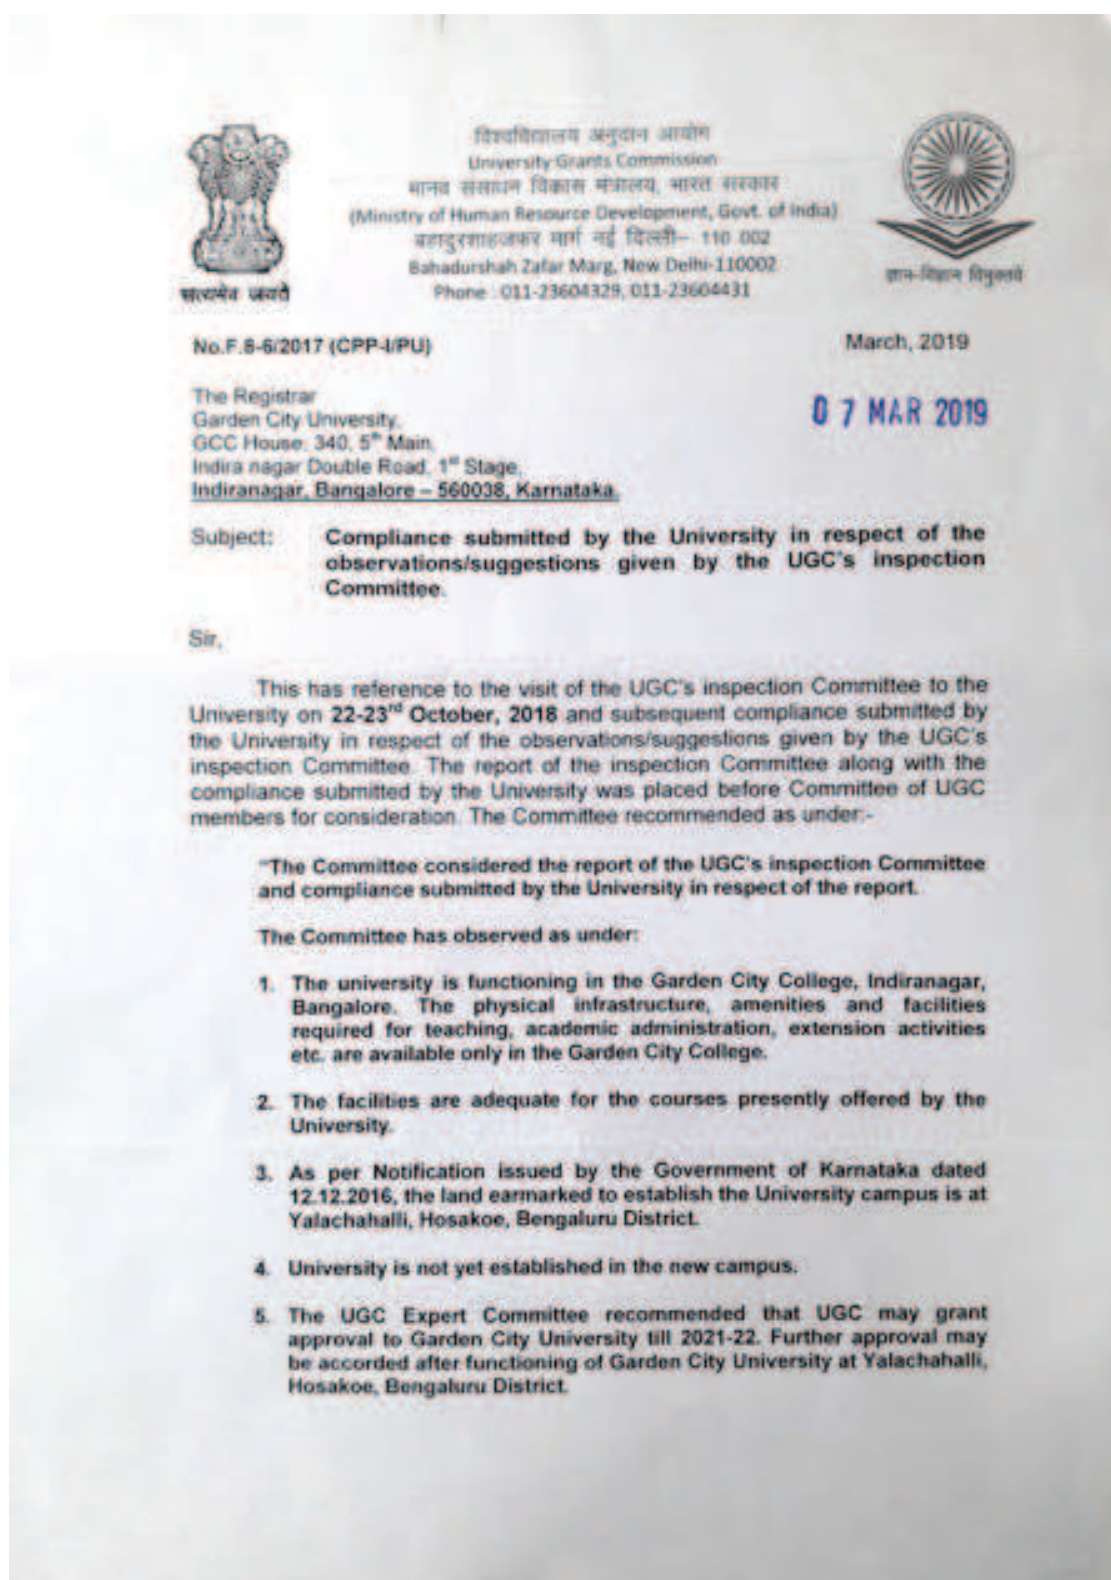 विश्वविद्यालय अनुदान आयोग
University Grants Commission
मानव संसाधन विकास मंत्रालय, भारत सरकार
(Ministry of Human Resource Development, Govt. of India)
बहादुरशाहजफर मार्ग नई दिल्ली– 110 002
Bahadurshah Zafar Marg, New Delhi-110002
Phone : 011-23604329, 011-23604431
सत्यमेव जयते
ज्ञान-विज्ञान विमुक्तये
No.F.8-6/2017 (CPP-I/PU)
March, 2019
The Registrar
Garden City University,
GCC House, 340, 5th Main,
Indira nagar Double Road, 1st Stage,
Indiranagar, Bangalore – 560038, Karnataka.
07 MAR 2019
Subject: Compliance submitted by the University in respect of the
observations/suggestions given by the UGC's inspection
Committee.
Sir,
This has reference to the visit of the UGC's inspection Committee to the
University on 22-23rd October, 2018 and subsequent compliance submitted by
the University in respect of the observations/suggestions given by the UGC's
inspection Committee. The report of the inspection Committee along with the
compliance submitted by the University was placed before Committee of UGC
members for consideration. The Committee recommended as under:-
"The Committee considered the report of the UGC's inspection Committee
and compliance submitted by the University in respect of the report.
The Committee has observed as under:
1. The university is functioning in the Garden City College, Indiranagar,
Bangalore. The physical infrastructure, amenities and facilities
required for teaching, academic administration, extension activities
etc. are available only in the Garden City College.
2. The facilities are adequate for the courses presently offered by the
University.
3. As per Notification issued by the Government of Karnataka dated
12.12.2016, the land earmarked to establish the University campus is at
Yalachahalli, Hosakoe, Bengaluru District.
4. University is not yet established in the new campus.
5. The UGC Expert Committee recommended that UGC may grant
approval to Garden City University till 2021-22. Further approval may
be accorded after functioning of Garden City University at Yalachahalli,
Hosakoe, Bengaluru District.